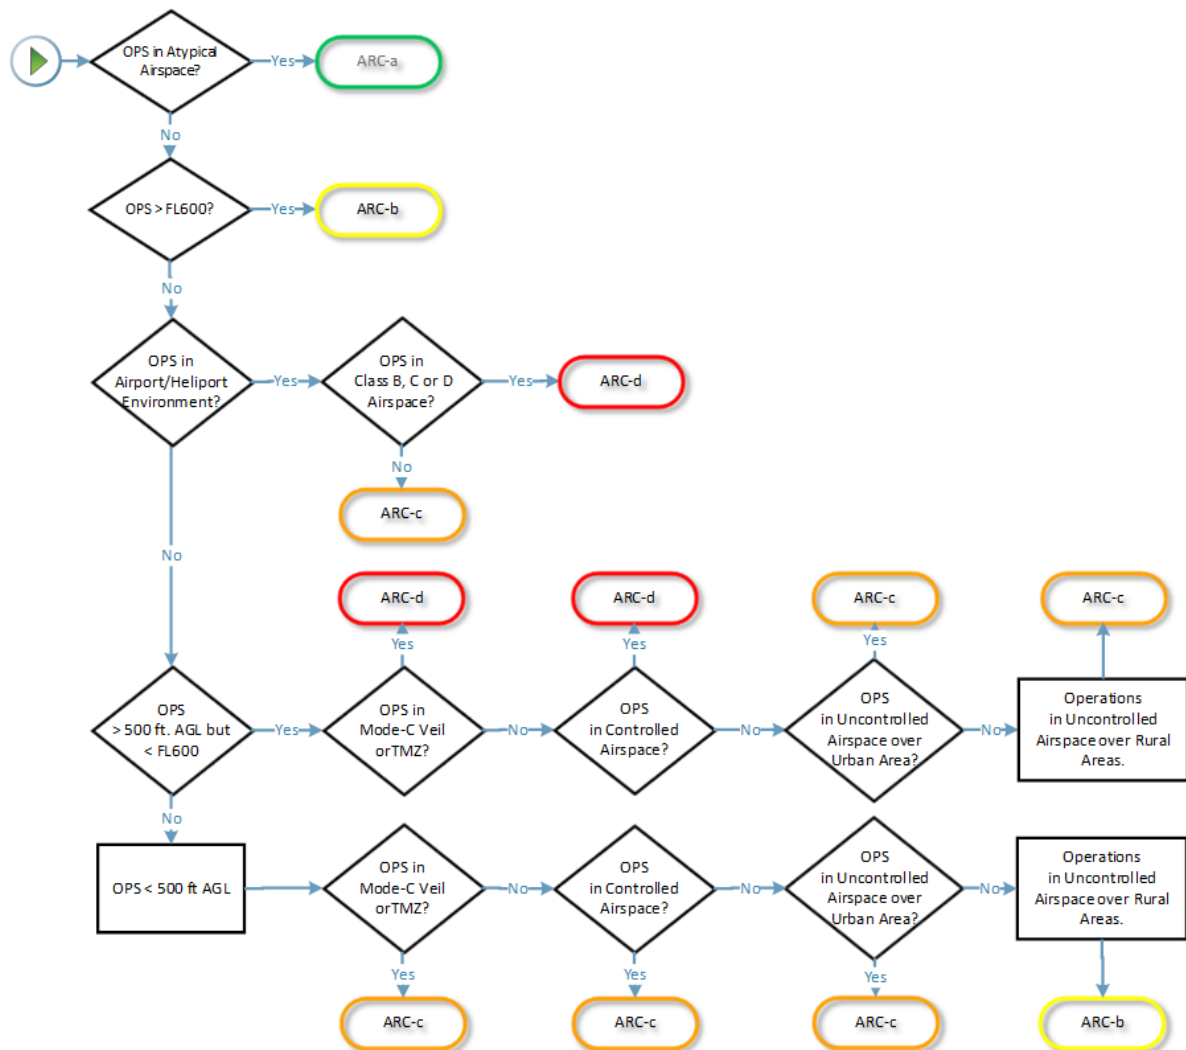 OPS in Atypical
Airspace?
Yes
ARC-a
No
OPS > FL600?
Yes
ARC-b
No
OPS in
Airport/Heliport
Environment?
Yes
OPS in
Class B, C or D
Airspace?
Yes
ARC-d
No
ARC-c
No
ARC-d
ARC-d
ARC-c
ARC-c
Yes
Yes
Yes
OPS
> 500 ft. AGL but
< FL600
Yes
OPS in
Mode-C Veil
or TMZ?
No
OPS
in Controlled
Airspace?
No
OPS
in Uncontrolled
Airspace over
Urban Area?
No
Operations
in Uncontrolled
Airspace over Rural
Areas.
No
OPS < 500 ft AGL
OPS in
Mode-C Veil
or TMZ?
No
OPS
in Controlled
Airspace?
No
OPS
in Uncontrolled
Airspace over
Urban Area?
No
Operations
in Uncontrolled
Airspace over Rural
Areas.
Yes
Yes
Yes
ARC-c
ARC-c
ARC-c
ARC-b